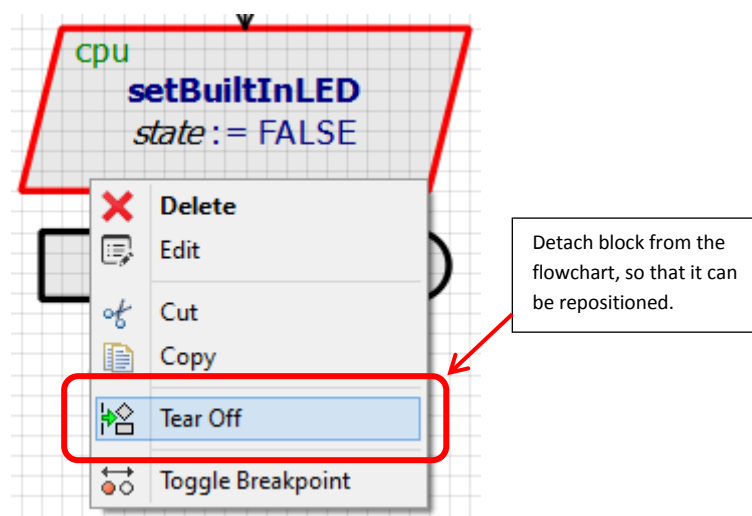 cpu
setBuiltInLED
state := FALSE
Delete
Edit
Cut
Copy
Tear Off
Toggle Breakpoint
Detach block from the
flowchart, so that it can
be repositioned.